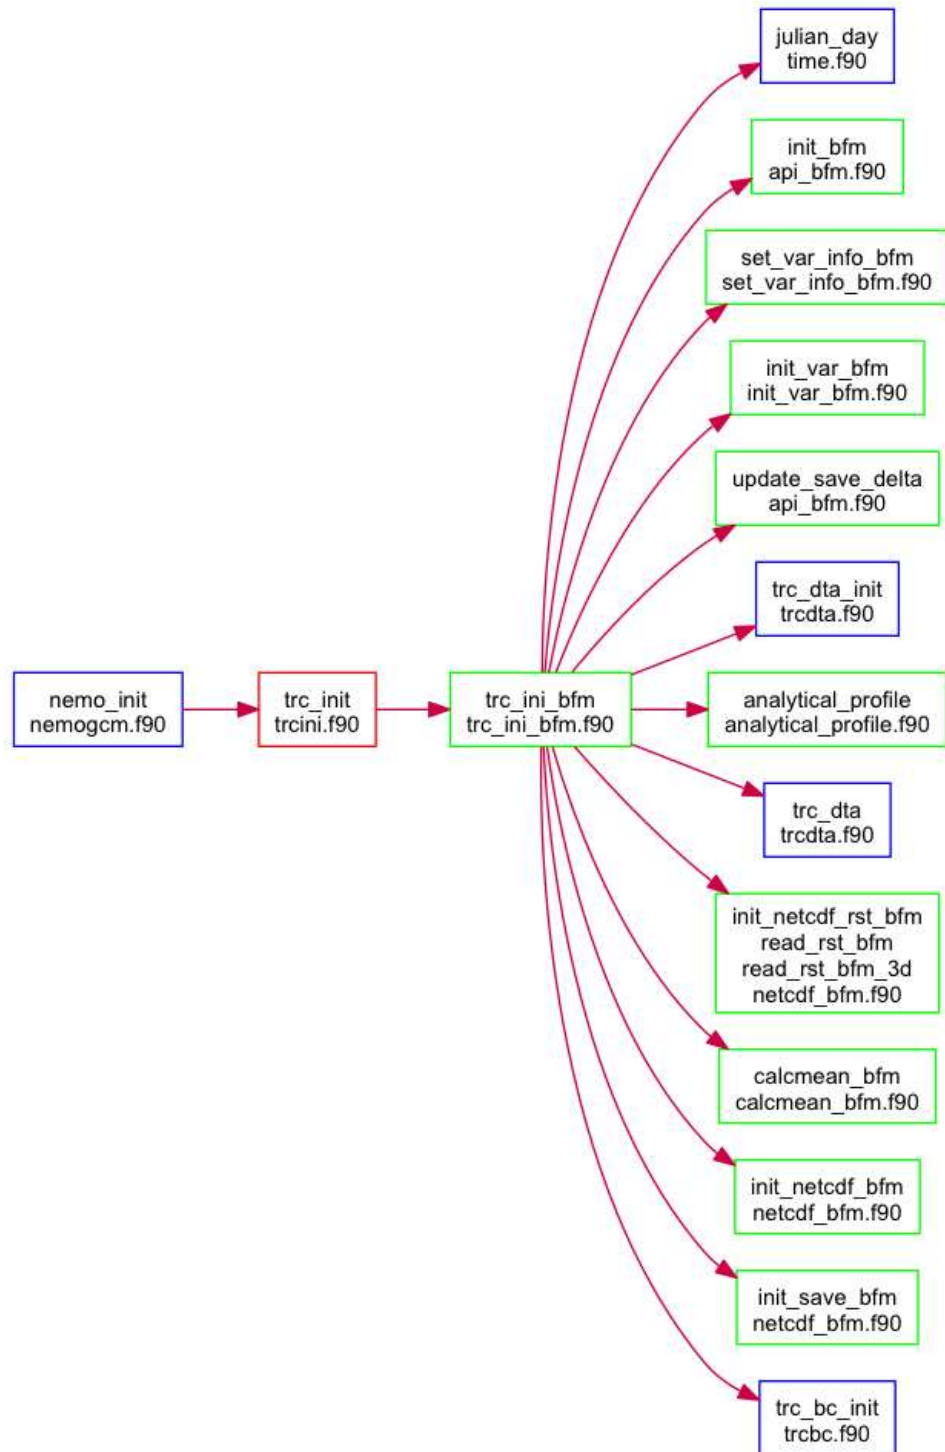 julian_day
time.f90
init_bfm
api_bfm.f90
set_var_info_bfm
set_var_info_bfm.f90
init_var_bfm
init_var_bfm.f90
update_save_delta
api_bfm.f90
trc_dta_init
trcdta.f90
nemo_init
nemogcm.f90
trc_init
trcini.f90
trc_ini_bfm
trc_ini_bfm.f90
analytical_profile
analytical_profile.f90
trc_dta
trcdta.f90
init_netcdf_rst_bfm
read_rst_bfm
read_rst_bfm_3d
netcdf_bfm.f90
calcmean_bfm
calcmean_bfm.f90
init_netcdf_bfm
netcdf_bfm.f90
init_save_bfm
netcdf_bfm.f90
trc_bc_init
trcbc.f90